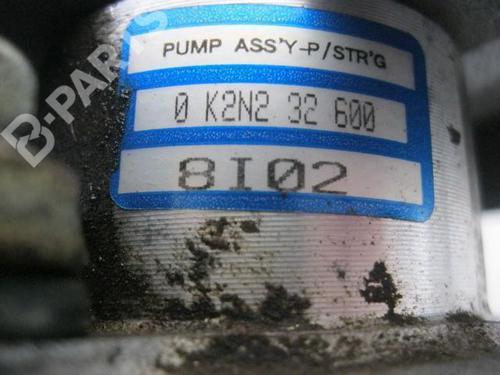 PUMP ASS'Y-P/STR'G
0 K2N2 32 600
8I02
B-PARTS